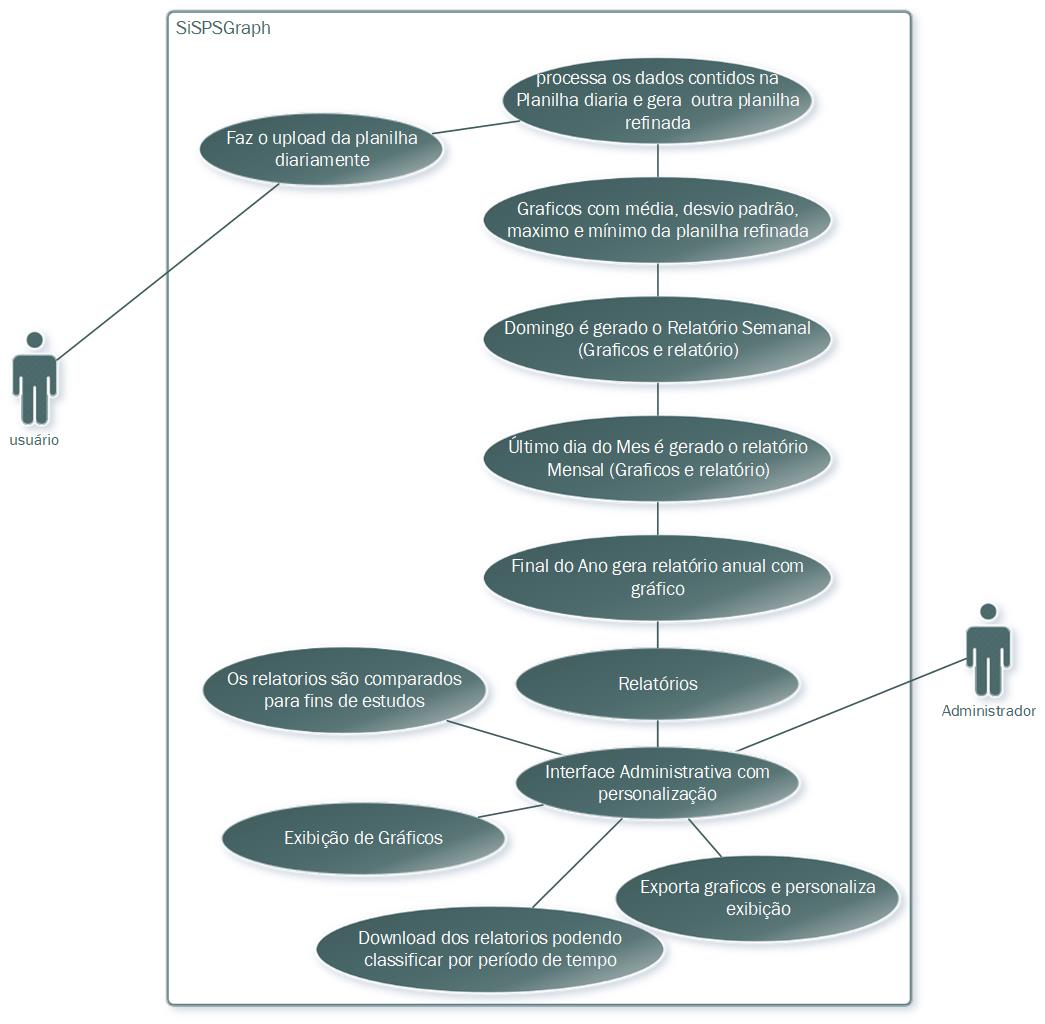 SiSPSGraph
processa os dados contidos na
Planilha diaria e gera outra planilha
refinada
Faz o upload da planilha
diariamente
Graficos com média, desvio padrão,
maximo e mínimo da planilha refinada
Domingo é gerado o Relatório Semanal
(Graficos e relatório)
usuário
Último dia do Mes é gerado o relatório
Mensal (Graficos e relatório)
Final do Ano gera relatório anual com
gráfico
Os relatorios são comparados
para fins de estudos
Relatórios
Administrador
Interface Administrativa com
personalização
Exibição de Gráficos
Exporta graficos e personaliza
exibição
Download dos relatorios podendo
classificar por período de tempo